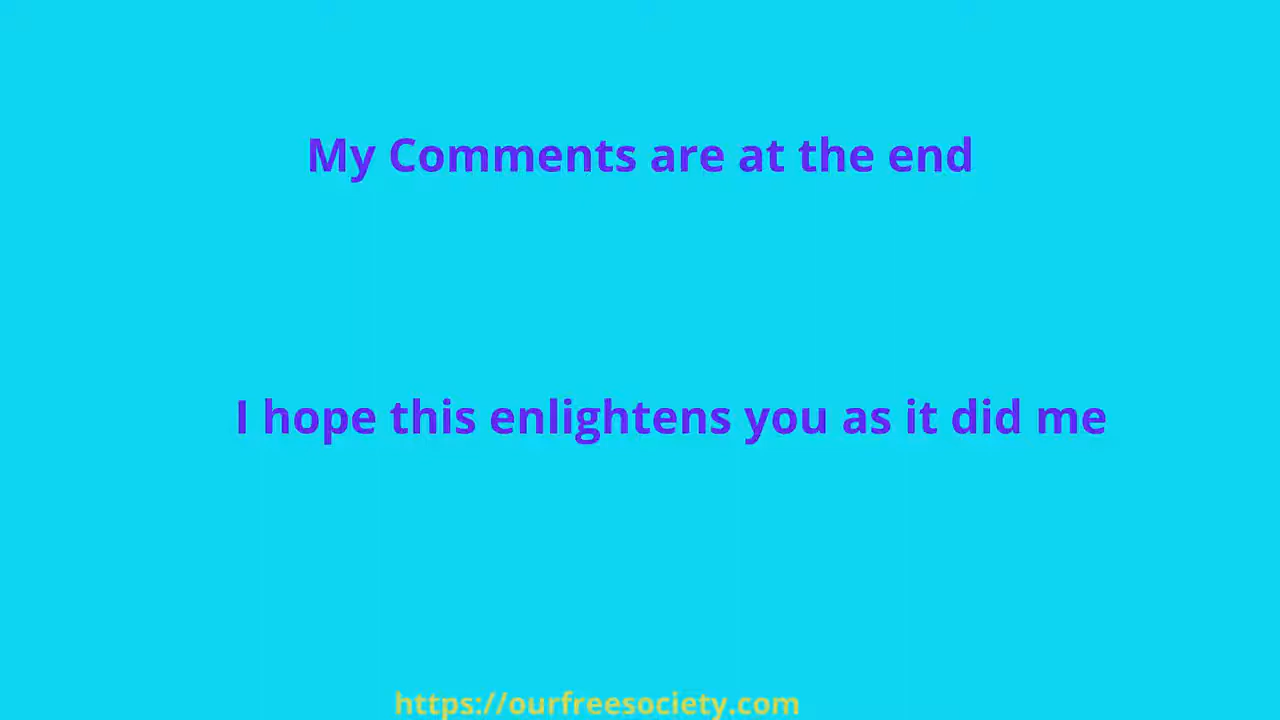 My Comments are at the end
I hope this enlightens you as it did me
https://ourfreesociety.com